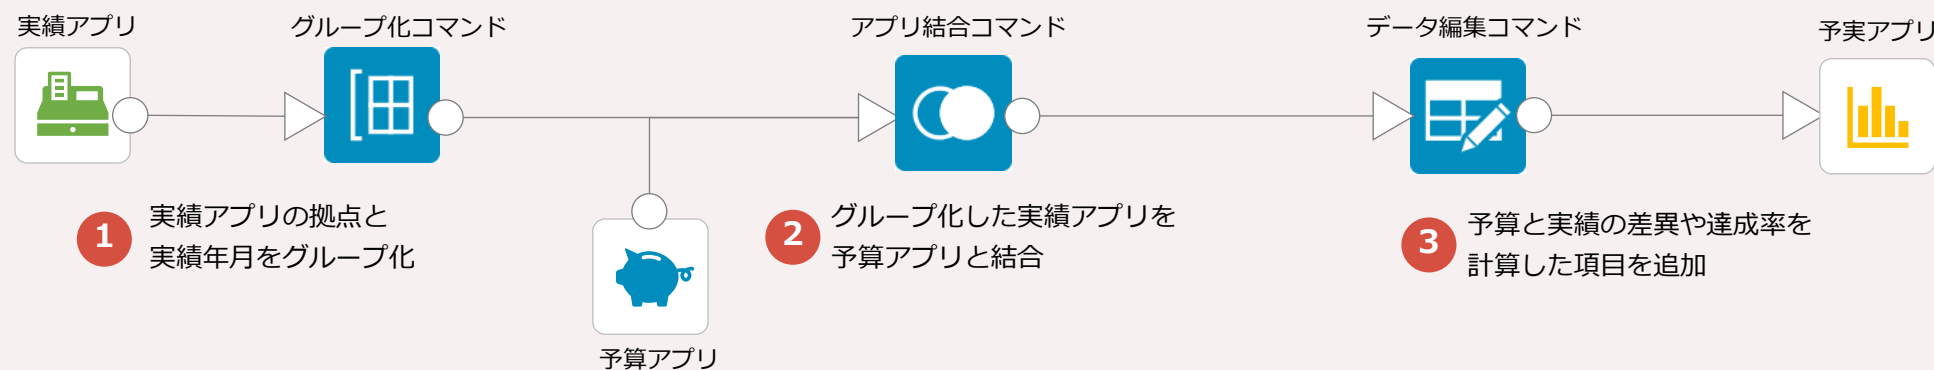 実績アプリ
グループ化コマンド
アプリ結合コマンド
データ編集コマンド
予実アプリ
1
実績アプリの拠点と
実績年月をグループ化
2
グループ化した実績アプリを
予算アプリと結合
3
予算と実績の差異や達成率を
計算した項目を追加
予算アプリ